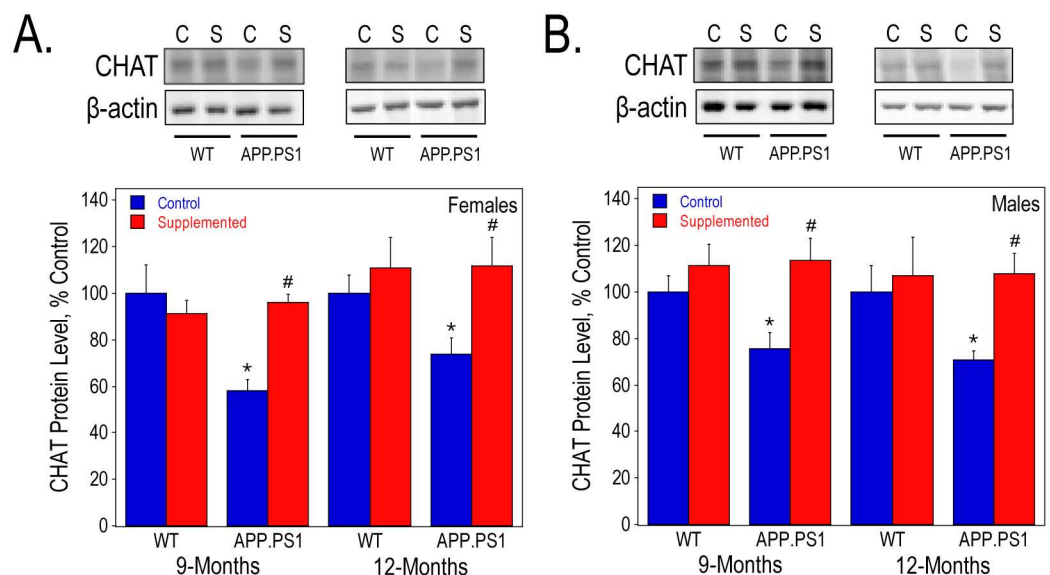 A.
C S C S
CHAT
β-actin
WT APP.PS1 WT APP.PS1
140
120
100
80
60
40
20
0
CHAT Protein Level, % Control
Control
Supplemented
Females
* # * #
WT APP.PS1 WT APP.PS1
9-Months 12-Months
B.
C S C S
CHAT
β-actin
WT APP.PS1 WT APP.PS1
140
120
100
80
60
40
20
0
CHAT Protein Level, % Control
Control
Supplemented
Males
* # * #
WT APP.PS1 WT APP.PS1
9-Months 12-Months